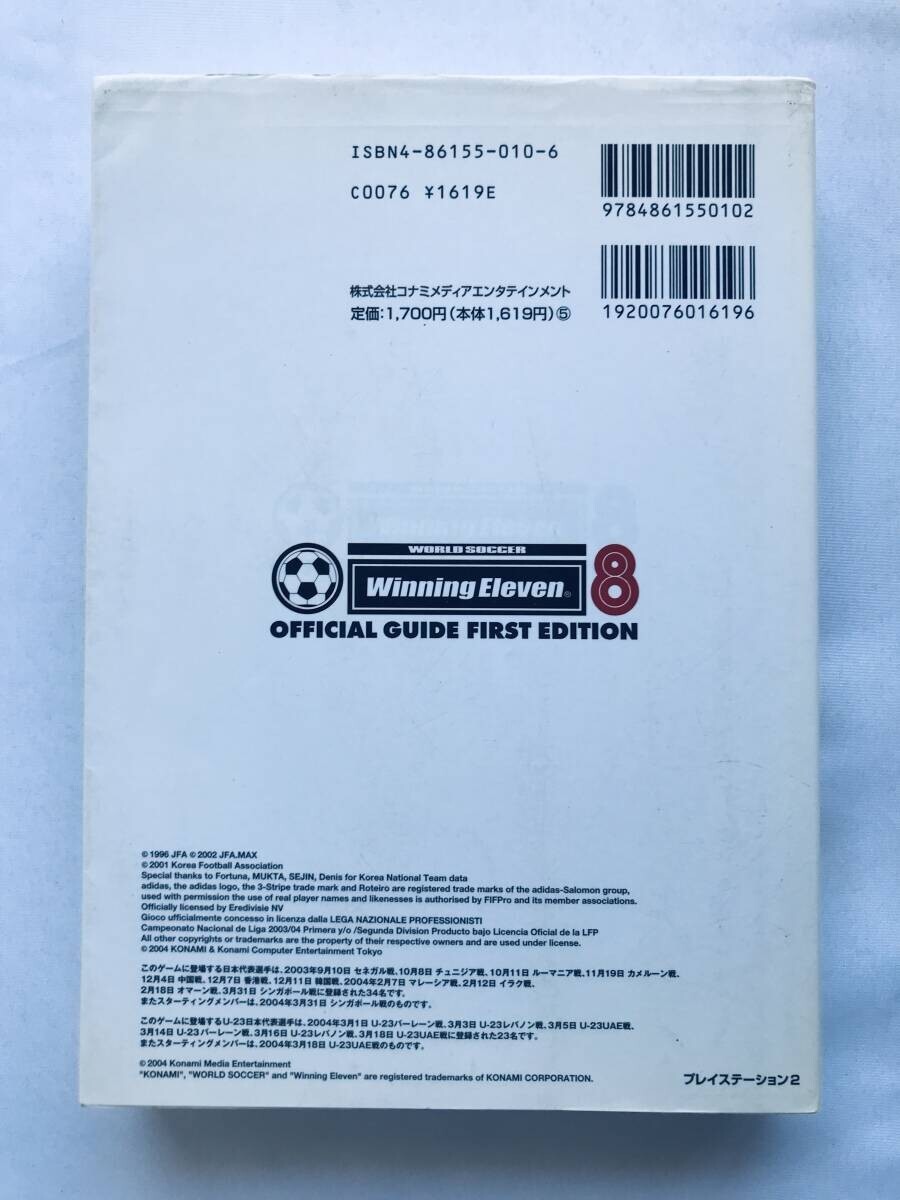 ISBN4-86155-010-6
C0076 ¥1619E
9784861550102
株式会社コナミメディアエンタテインメント
定価:1,700円(本体1,619円)⑤
1920076016196
WORLD SOCCER
Winning Eleven® 8
OFFICIAL GUIDE FIRST EDITION
© 1996 JFA © 2002 JFA.MAX
© 2001 Korea Football Association
Special thanks to Fortuna, MUKTA, SEJIN, Denis for Korea National Team data
adidas, the adidas logo, the 3-Stripe trade mark and Roteiro are registered trade marks of the adidas-Salomon group,
used with permission the use of real player names and likenesses is authorised by FIFPro and its member associations.
Officially licensed by Eredivisie NV
Gioco ufficialmente concesso in licenza dalla LEGA NAZIONALE PROFESSIONISTI
Campeonato Nacional de Liga 2003/04 Primera y/o /Segunda Division Producto bajo Licencia Oficial de la LFP
All other copyrights or trademarks are the property of their respective owners and are used under license.
© 2004 KONAMI & Konami Computer Entertainment Tokyo
このゲームに登場する日本代表選手は、2003年9月10日 セネガル戦、10月8日 チュニジア戦、10月11日 ルーマニア戦、11月19日 カメルーン戦、
12月4日 中国戦、12月7日 香港戦、12月11日 韓国戦、2004年2月7日 マレーシア戦、2月12日 イラク戦、
2月18日 オマーン戦、3月31日 シンガポール戦に登録された34名です。
またスターティングメンバーは、2004年3月31日 シンガポール戦のものです。
このゲームに登場するU-23日本代表選手は、2004年3月1日 U-23バーレーン戦、3月3日 U-23レバノン戦、3月5日 U-23UAE戦、
3月14日 U-23バーレーン戦、3月16日 U-23レバノン戦、3月18日 U-23UAE戦に登録された23名です。
またスターティングメンバーは、2004年3月18日 U-23UAE戦のものです。
© 2004 Konami Media Entertainment
"KONAMI", "WORLD SOCCER" and "Winning Eleven" are registered trademarks of KONAMI CORPORATION.
プレイステーション2